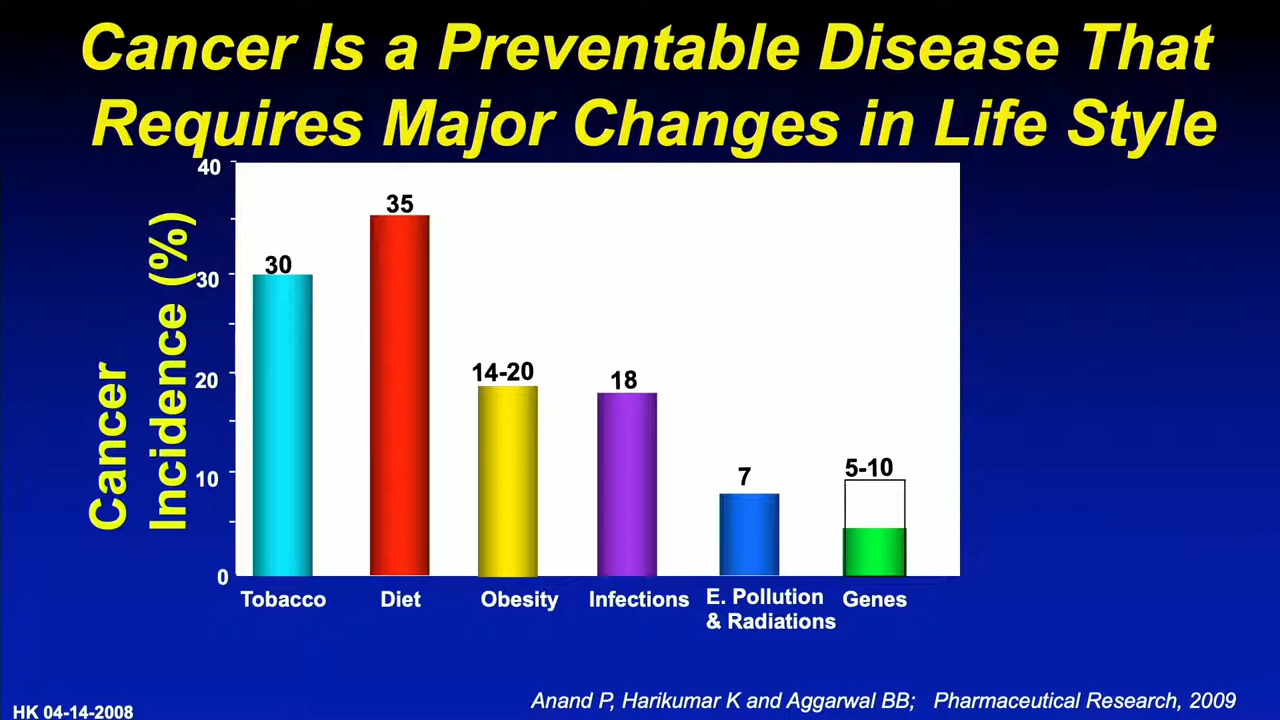 Cancer Is a Preventable Disease That
Requires Major Changes in Life Style
Cancer
Incidence (%)
40
30
20
10
0
30
35
14-20
18
7
5-10
Tobacco
Diet
Obesity
Infections
E. Pollution
& Radiations
Genes
Anand P, Harikumar K and Aggarwal BB; Pharmaceutical Research, 2009
HK 04-14-2008